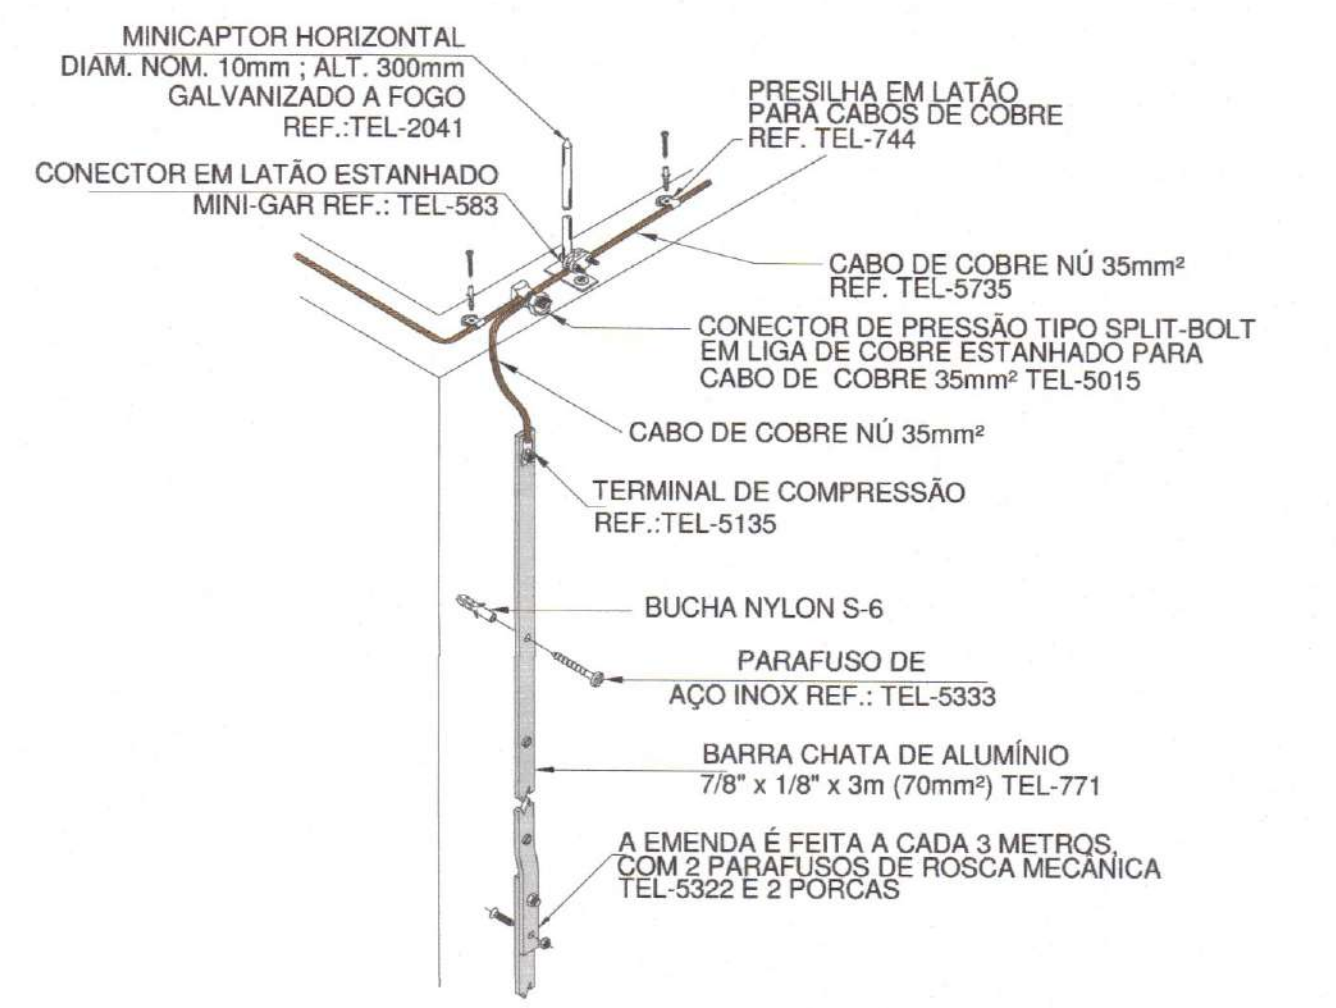 MINICAPTOR HORIZONTAL
DIAM. NOM. 10mm ; ALT. 300mm
GALVANIZADO A FOGO
REF.:TEL-2041
CONECTOR EM LATÃO ESTANHADO
MINI-GAR REF.: TEL-583
PRESILHA EM LATÃO
PARA CABOS DE COBRE
REF. TEL-744
CABO DE COBRE NÚ 35mm²
REF. TEL-5735
CONECTOR DE PRESSÃO TIPO SPLIT-BOLT
EM LIGA DE COBRE ESTANHADO PARA
CABO DE COBRE 35mm² TEL-5015
CABO DE COBRE NÚ 35mm²
TERMINAL DE COMPRESSÃO
REF.:TEL-5135
BUCHA NYLON S-6
PARAFUSO DE
AÇO INOX REF.: TEL-5333
BARRA CHATA DE ALUMÍNIO
7/8" x 1/8" x 3m (70mm²) TEL-771
A EMENDA É FEITA A CADA 3 METROS,
COM 2 PARAFUSOS DE ROSCA MECÂNICA
TEL-5322 E 2 PORCAS